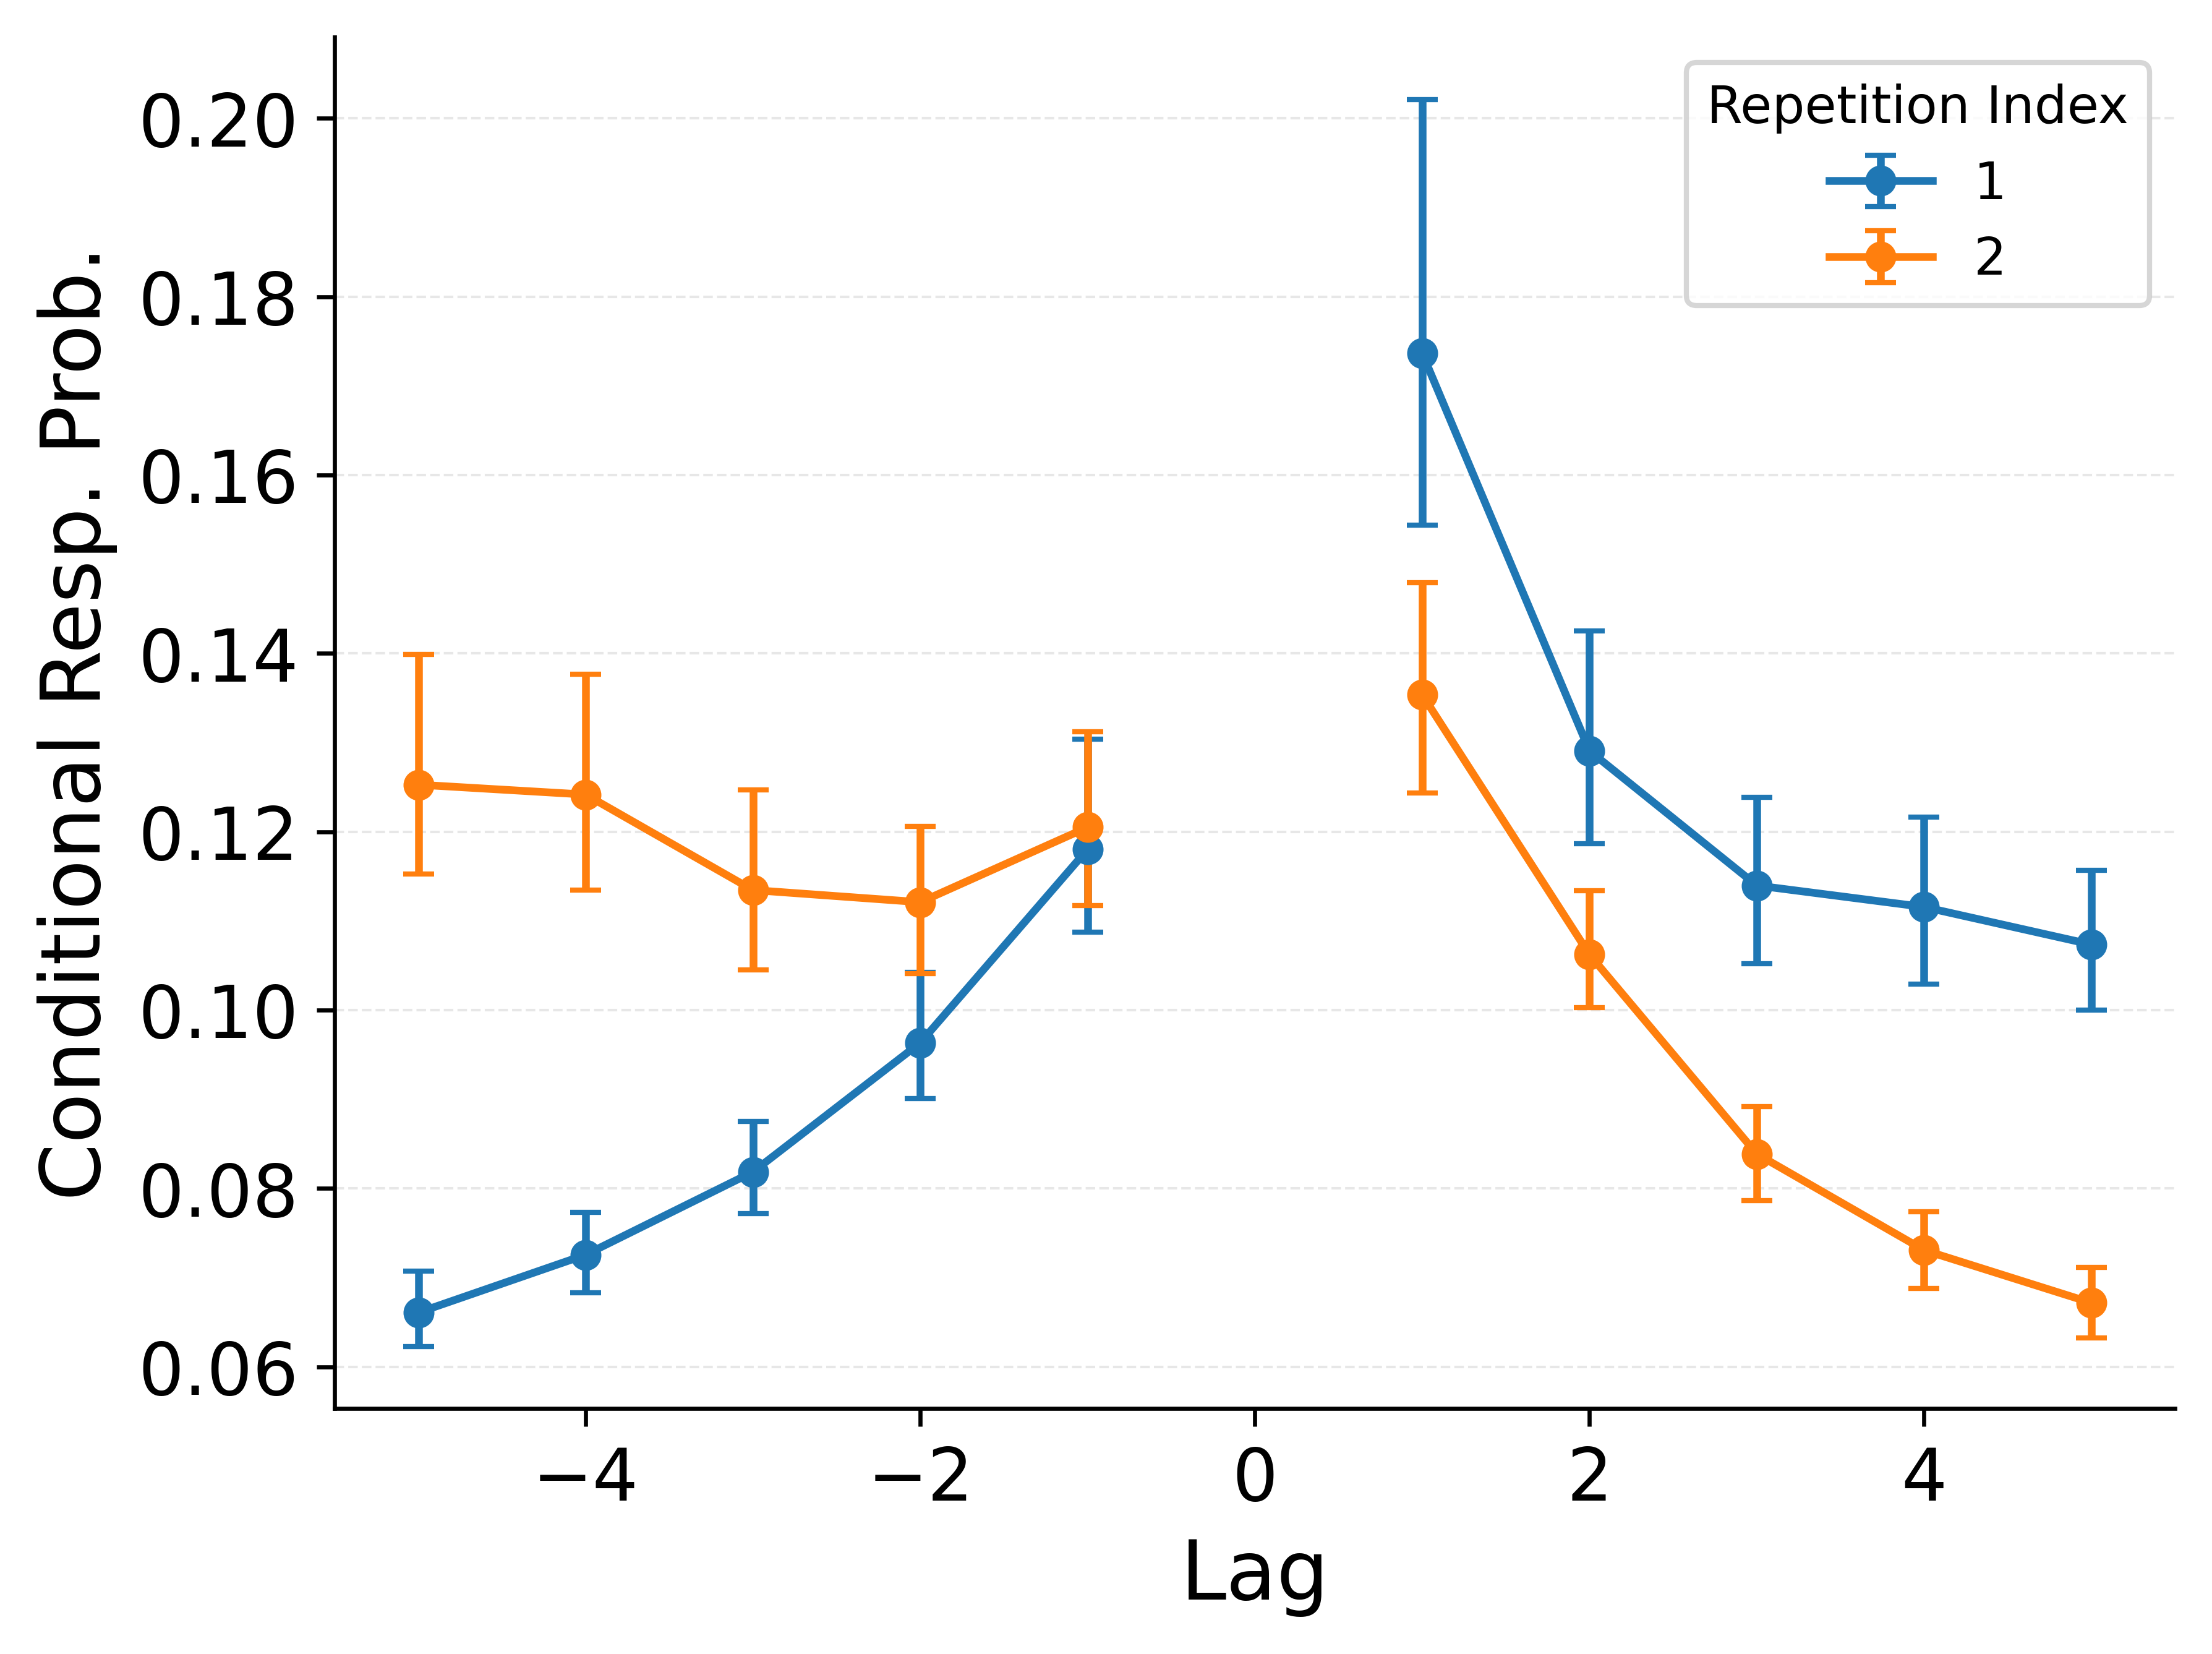 Conditional Resp. Prob.
0.20
0.18
0.16
0.14
0.12
0.10
0.08
0.06
Repetition Index
1
2
−4 −2 0 2 4
Lag